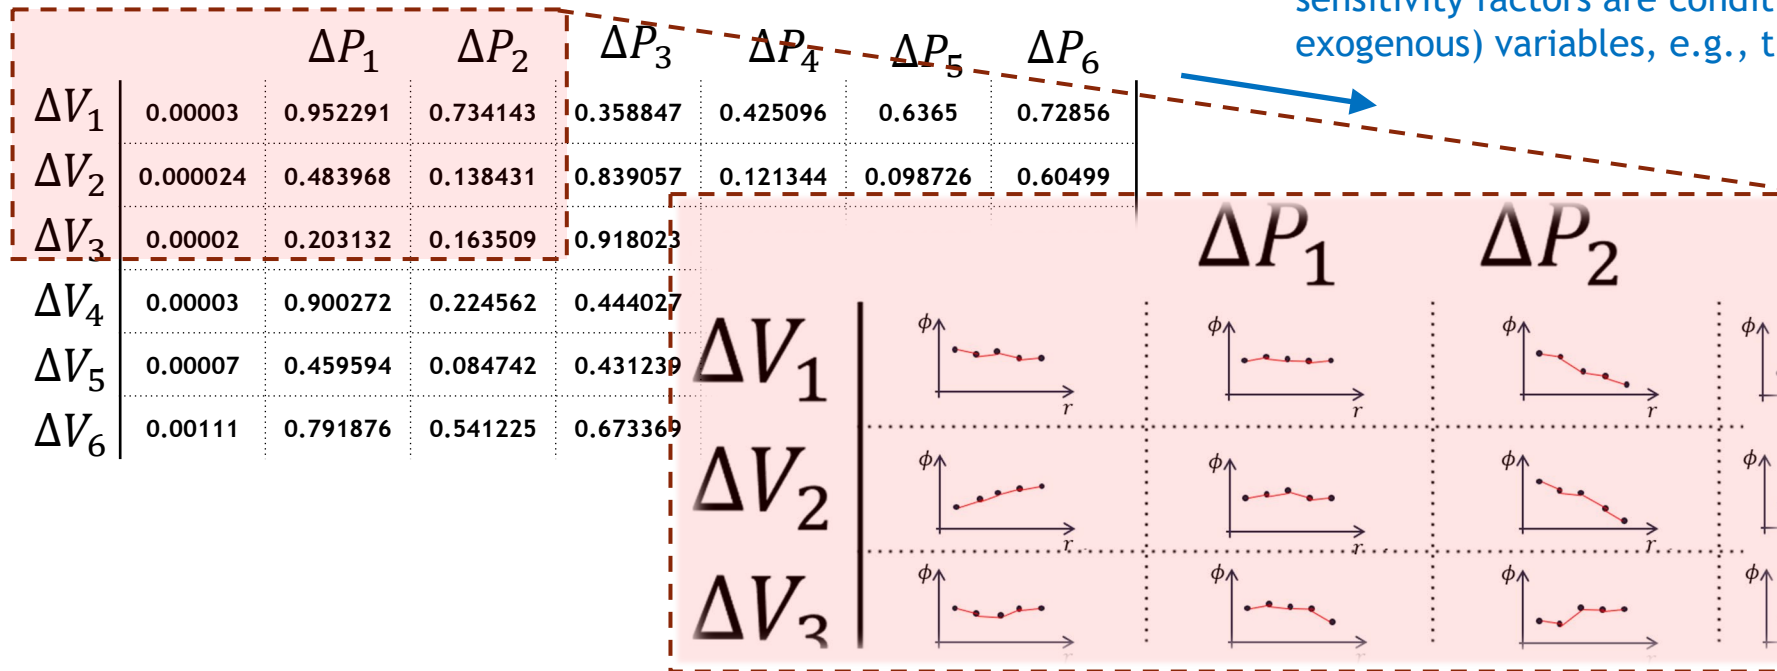 sensitivity factors are condit
exogenous) variables, e.g., t
ΔP₁ ΔP₂ ΔP₃ ΔP₄ ΔP₅ ΔP₆
ΔV₁ 0.00003 0.952291 0.734143 0.358847 0.425096 0.6365 0.72856
ΔV₂ 0.000024 0.483968 0.138431 0.839057 0.121344 0.098726 0.60499
ΔV₃ 0.00002 0.203132 0.163509 0.918023
ΔV₄ 0.00003 0.900272 0.224562 0.444027
ΔV₅ 0.00007 0.459594 0.084742 0.431239
ΔV₆ 0.00111 0.791876 0.541225 0.673369
ΔP₁ ΔP₂
ΔV₁ ϕ r ϕ r ϕ r ϕ
ΔV₂ ϕ r ϕ r ϕ r ϕ
ΔV₃ ϕ ϕ ϕ ϕ